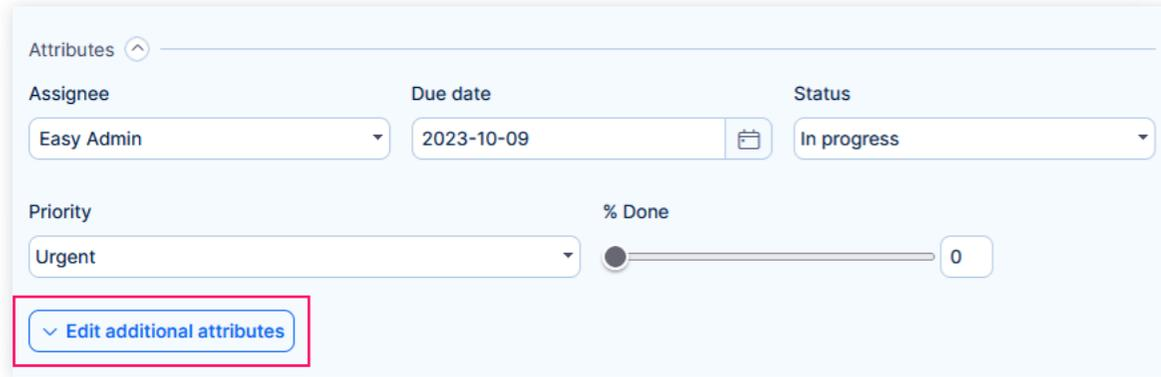 Attributes
Assignee Due date Status
Easy Admin 2023-10-09 In progress
Priority % Done
Urgent 0
Edit additional attributes